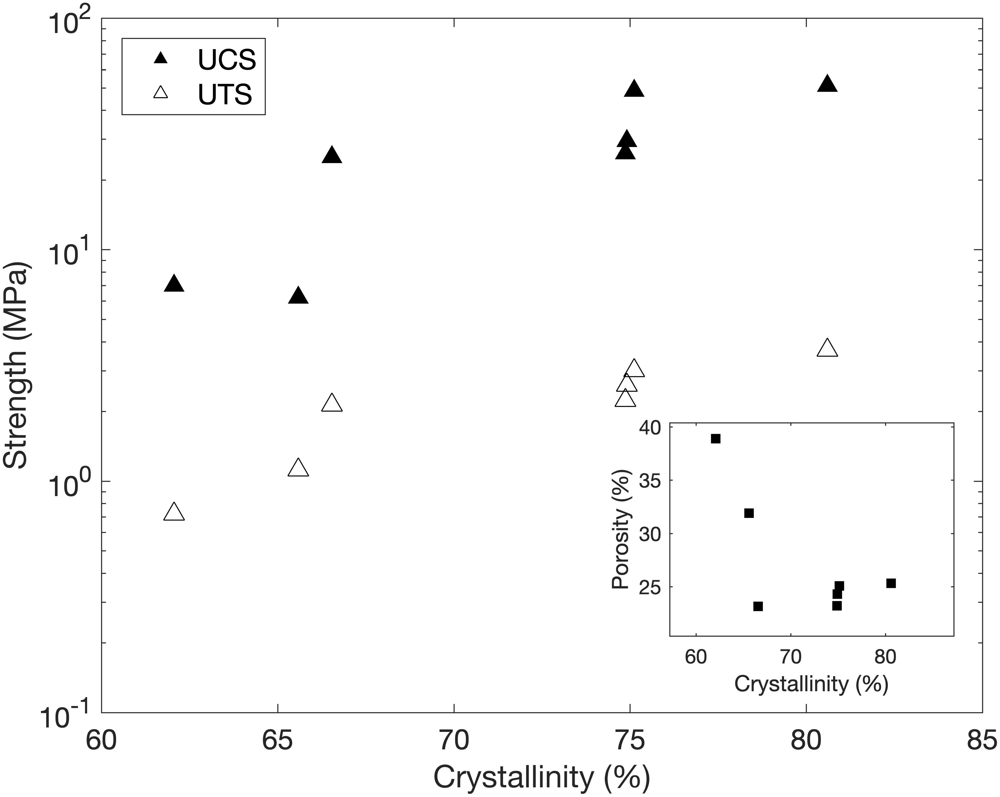 10^2
UCS
UTS
10^1
Strength (MPa)
10^0
10^-1
60 65 70 75 80 85
Crystallinity (%)
40
35
30
25
Porosity (%)
60 70 80
Crystallinity (%)